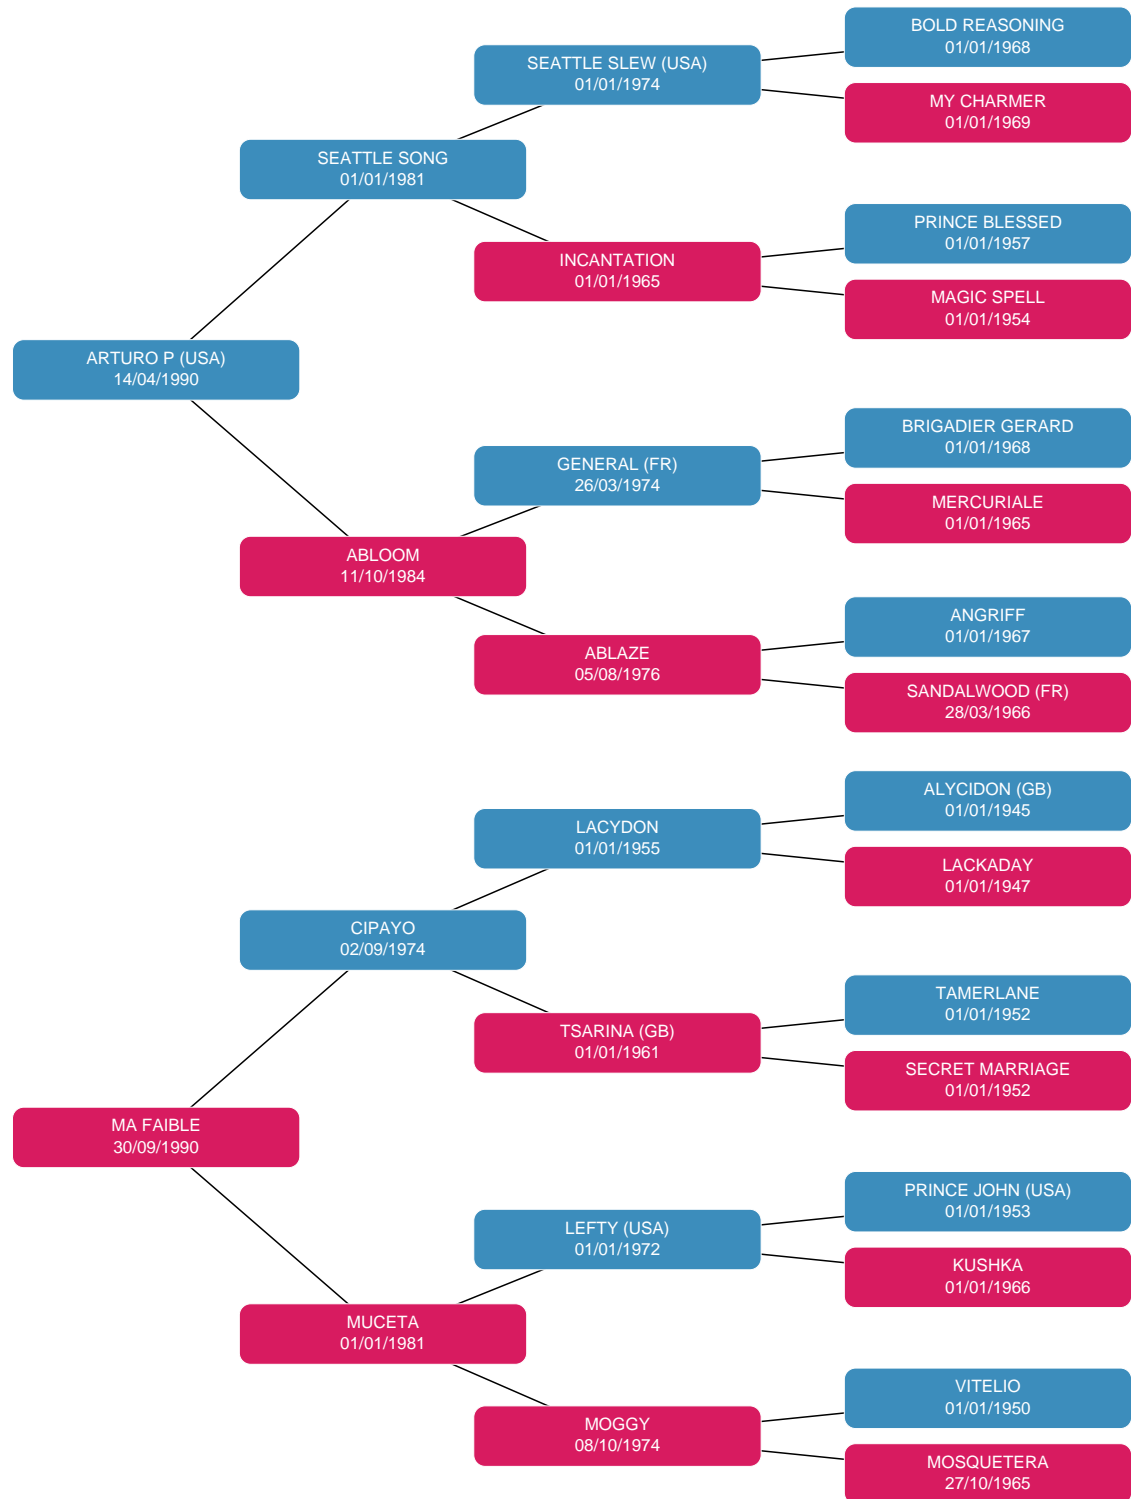 BOLD REASONING
01/01/1968
SEATTLE SLEW (USA)
01/01/1974
MY CHARMER
01/01/1969
SEATTLE SONG
01/01/1981
PRINCE BLESSED
01/01/1957
INCANTATION
01/01/1965
MAGIC SPELL
01/01/1954
ARTURO P (USA)
14/04/1990
BRIGADIER GERARD
01/01/1968
GENERAL (FR)
26/03/1974
MERCURIALE
01/01/1965
ABLOOM
11/10/1984
ANGRIFF
01/01/1967
ABLAZE
05/08/1976
SANDALWOOD (FR)
28/03/1966
ALYCIDON (GB)
01/01/1945
LACYDON
01/01/1955
LACKADAY
01/01/1947
CIPAYO
02/09/1974
TAMERLANE
01/01/1952
TSARINA (GB)
01/01/1961
SECRET MARRIAGE
01/01/1952
MA FAIBLE
30/09/1990
PRINCE JOHN (USA)
01/01/1953
LEFTY (USA)
01/01/1972
KUSHKA
01/01/1966
MUCETA
01/01/1981
VITELIO
01/01/1950
MOGGY
08/10/1974
MOSQUETERA
27/10/1965